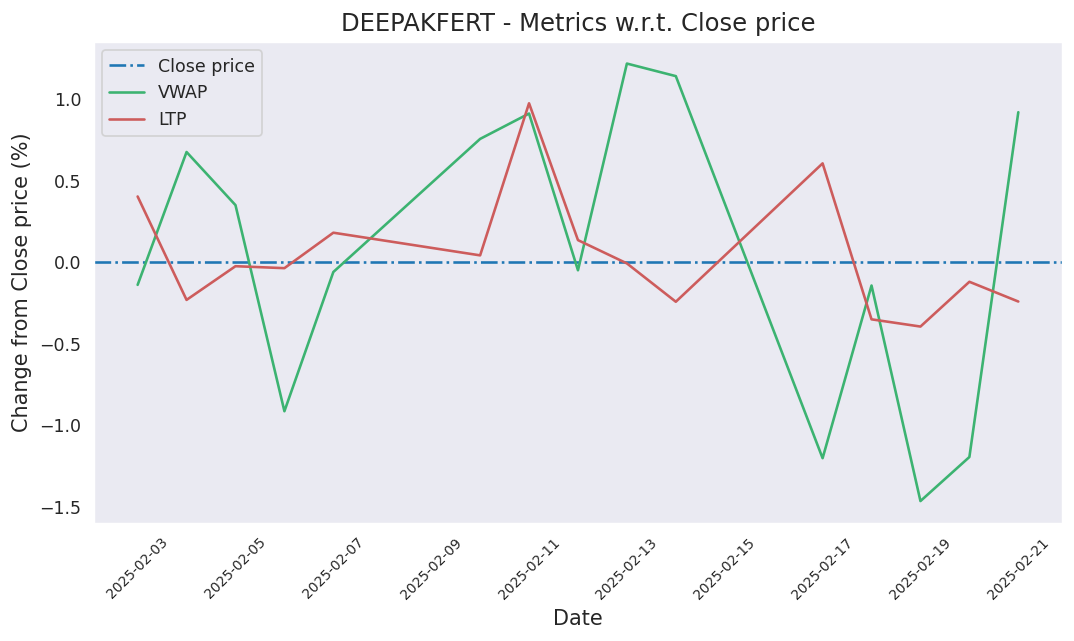 DEEPAKFERT - Metrics w.r.t. Close price
Close price
VWAP
LTP
Change from Close price (%)
1.0
0.5
0.0
−0.5
−1.0
−1.5
2025-02-03
2025-02-05
2025-02-07
2025-02-09
2025-02-11
2025-02-13
2025-02-15
2025-02-17
2025-02-19
2025-02-21
Date